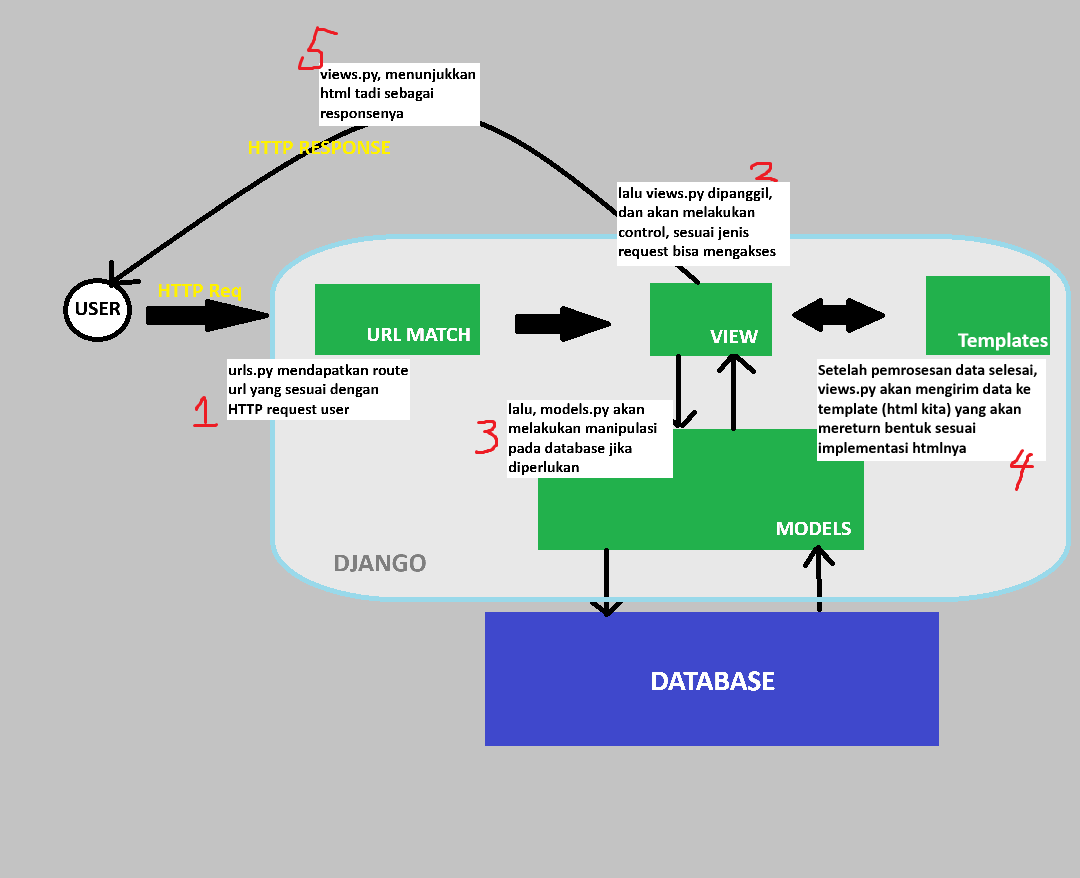 5
views.py, menunjukkan
html tadi sebagai
responsenya
HTTP RESPONSE
lalu views.py dipanggil,
dan akan melakukan
control, sesuai jenis
request bisa mengakses
USER
HTTP Req
URL MATCH
VIEW
Templates
1
urls.py mendapatkan route
url yang sesuai dengan
HTTP request user
3
lalu, models.py akan
melakukan manipulasi
pada database jika
diperlukan
Setelah pemrosesan data selesai,
views.py akan mengirim data ke
template (html kita) yang akan
mereturn bentuk sesuai
implementasi htmlnya
4
MODELS
DJANGO
DATABASE